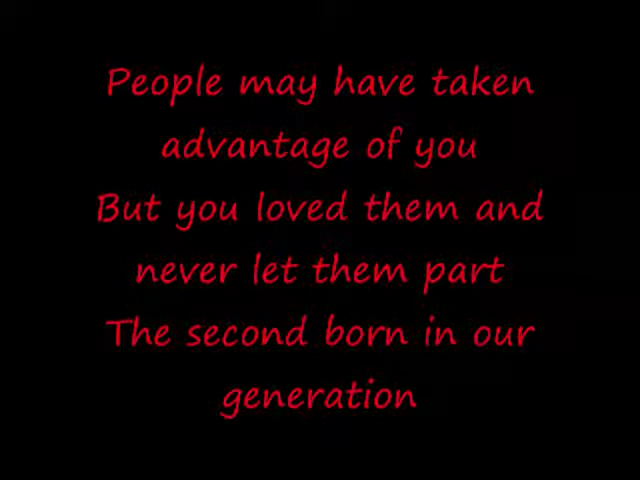 People may have taken
advantage of you
But you loved them and
never let them part
The second born in our
generation